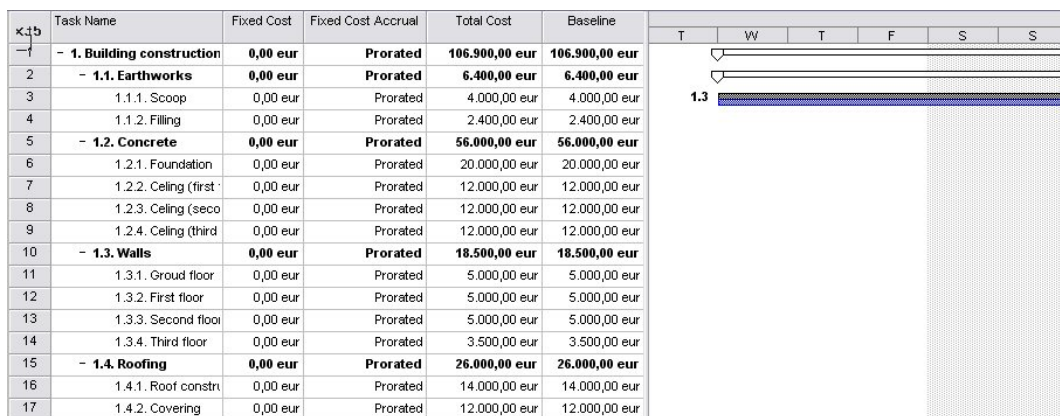 Task Name Fixed Cost Fixed Cost Accrual Total Cost Baseline
T W T F S S
1 − 1. Building construction 0,00 eur Prorated 106.900,00 eur 106.900,00 eur
2 − 1.1. Earthworks 0,00 eur Prorated 6.400,00 eur 6.400,00 eur
3 1.1.1. Scoop 0,00 eur Prorated 4.000,00 eur 4.000,00 eur 1.3
4 1.1.2. Filling 0,00 eur Prorated 2.400,00 eur 2.400,00 eur
5 − 1.2. Concrete 0,00 eur Prorated 56.000,00 eur 56.000,00 eur
6 1.2.1. Foundation 0,00 eur Prorated 20.000,00 eur 20.000,00 eur
7 1.2.2. Celing (first 0,00 eur Prorated 12.000,00 eur 12.000,00 eur
8 1.2.3. Celing (seco 0,00 eur Prorated 12.000,00 eur 12.000,00 eur
9 1.2.4. Celing (third 0,00 eur Prorated 12.000,00 eur 12.000,00 eur
10 − 1.3. Walls 0,00 eur Prorated 18.500,00 eur 18.500,00 eur
11 1.3.1. Groud floor 0,00 eur Prorated 5.000,00 eur 5.000,00 eur
12 1.3.2. First floor 0,00 eur Prorated 5.000,00 eur 5.000,00 eur
13 1.3.3. Second floo 0,00 eur Prorated 5.000,00 eur 5.000,00 eur
14 1.3.4. Third floor 0,00 eur Prorated 3.500,00 eur 3.500,00 eur
15 − 1.4. Roofing 0,00 eur Prorated 26.000,00 eur 26.000,00 eur
16 1.4.1. Roof constru 0,00 eur Prorated 14.000,00 eur 14.000,00 eur
17 1.4.2. Covering 0,00 eur Prorated 12.000,00 eur 12.000,00 eur